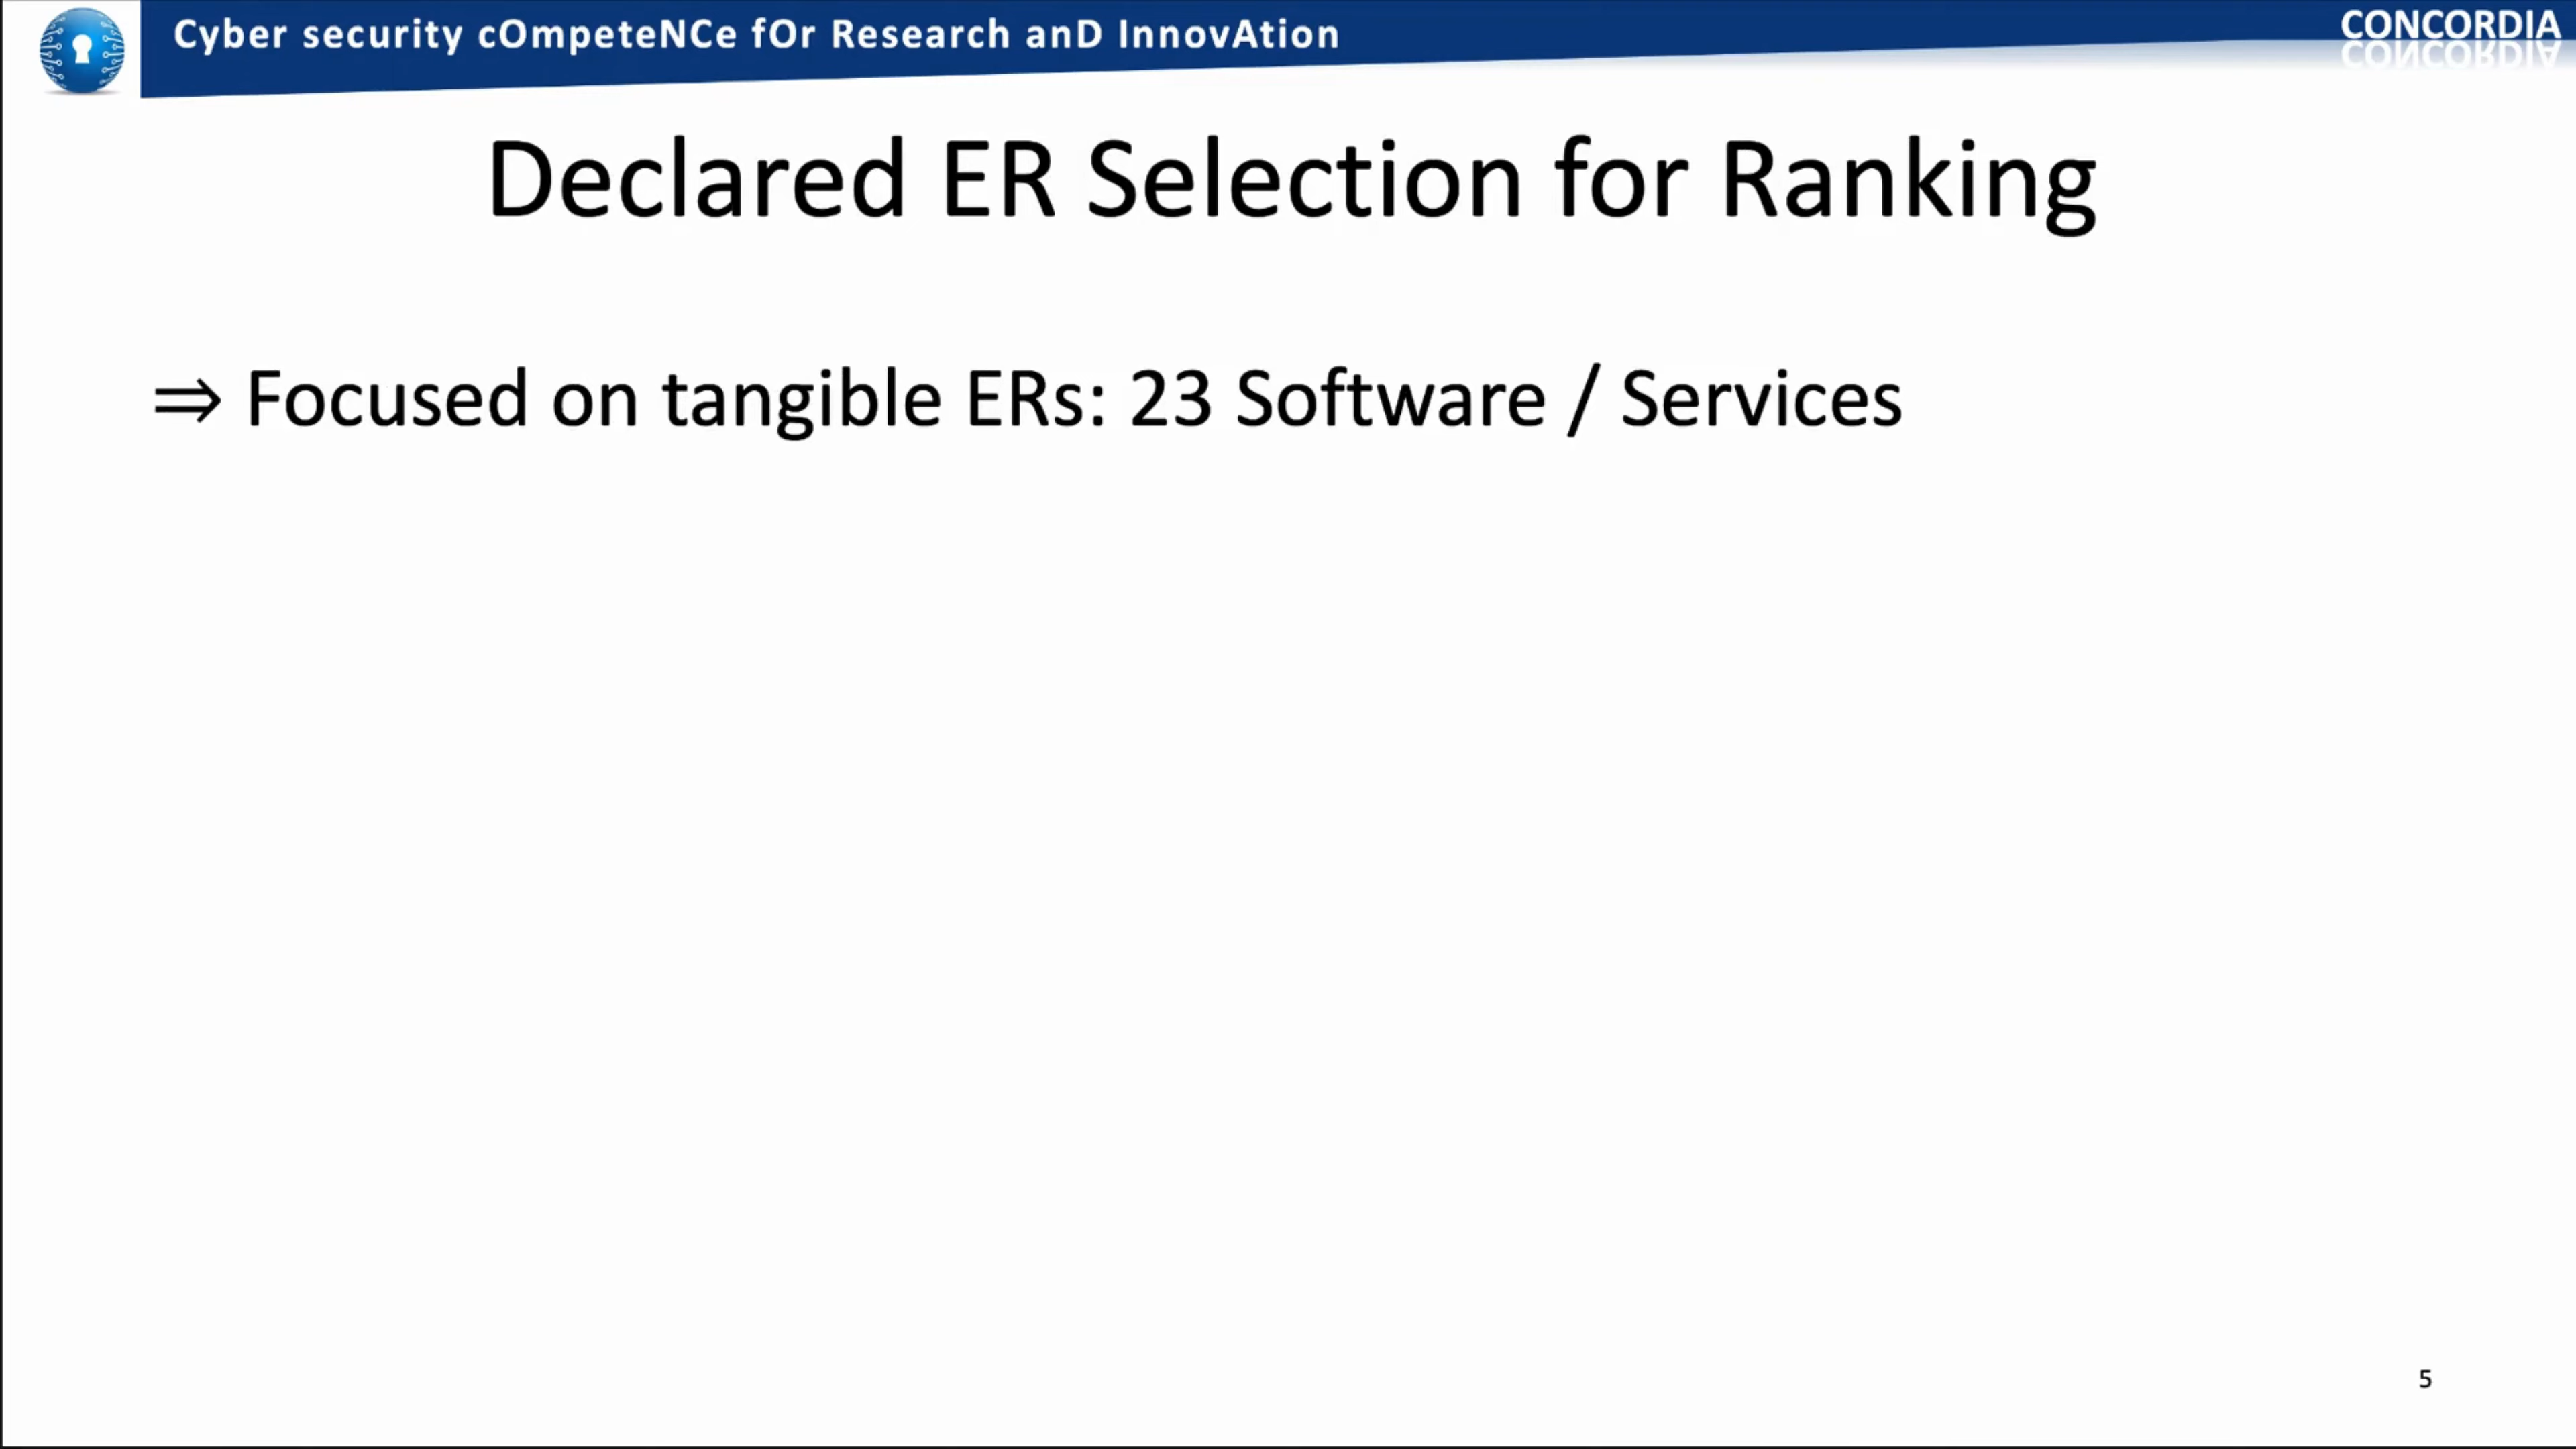 Cyber security cOmpeteNCe fOr Research anD InnovAtion
CONCORDIA
Declared ER Selection for Ranking
⇒ Focused on tangible ERs: 23 Software / Services
5